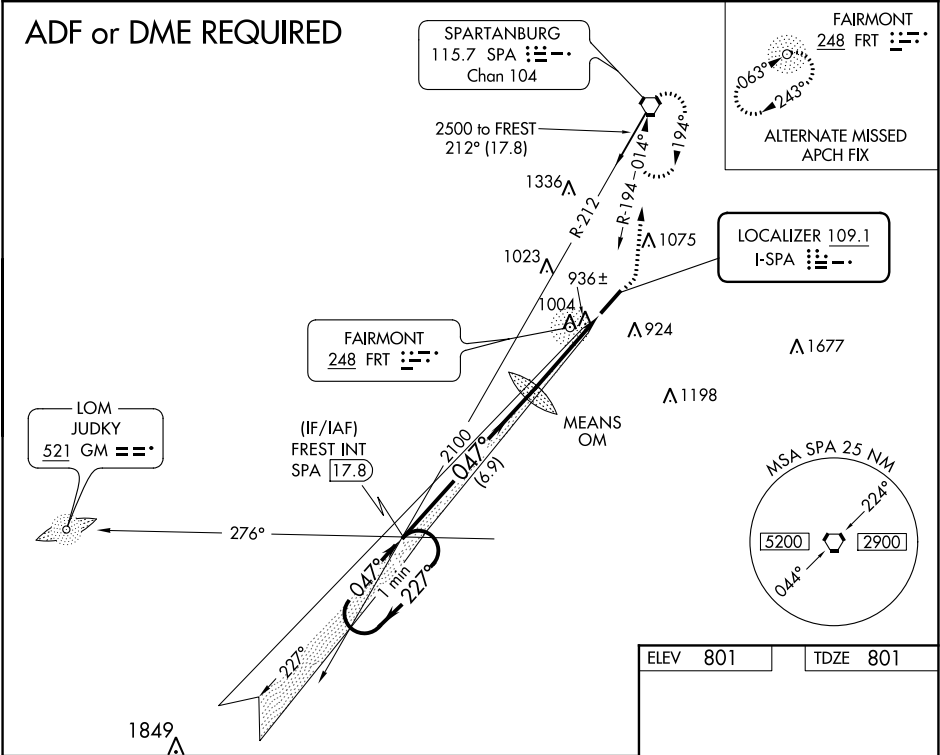 ADF or DME REQUIRED
SPARTANBURG
115.7 SPA
Chan 104
FAIRMONT
248 FRT
063°
243°
ALTERNATE MISSED
APCH FIX
2500 to FREST
212° (17.8)
194°
R-194
014°
1336
R-212
1075
LOCALIZER 109.1
I-SPA
1023
936±
1004
924
1677
FAIRMONT
248 FRT
1198
LOM
JUDKY
521 GM
(IF/IAF)
FREST INT
SPA 17.8
2100
047°
(6.9)
MEANS
OM
MSA SPA 25 NM
224°
5200
2900
044°
276°
047°
1 min
227°
227°
1849
ELEV 801
TDZE 801